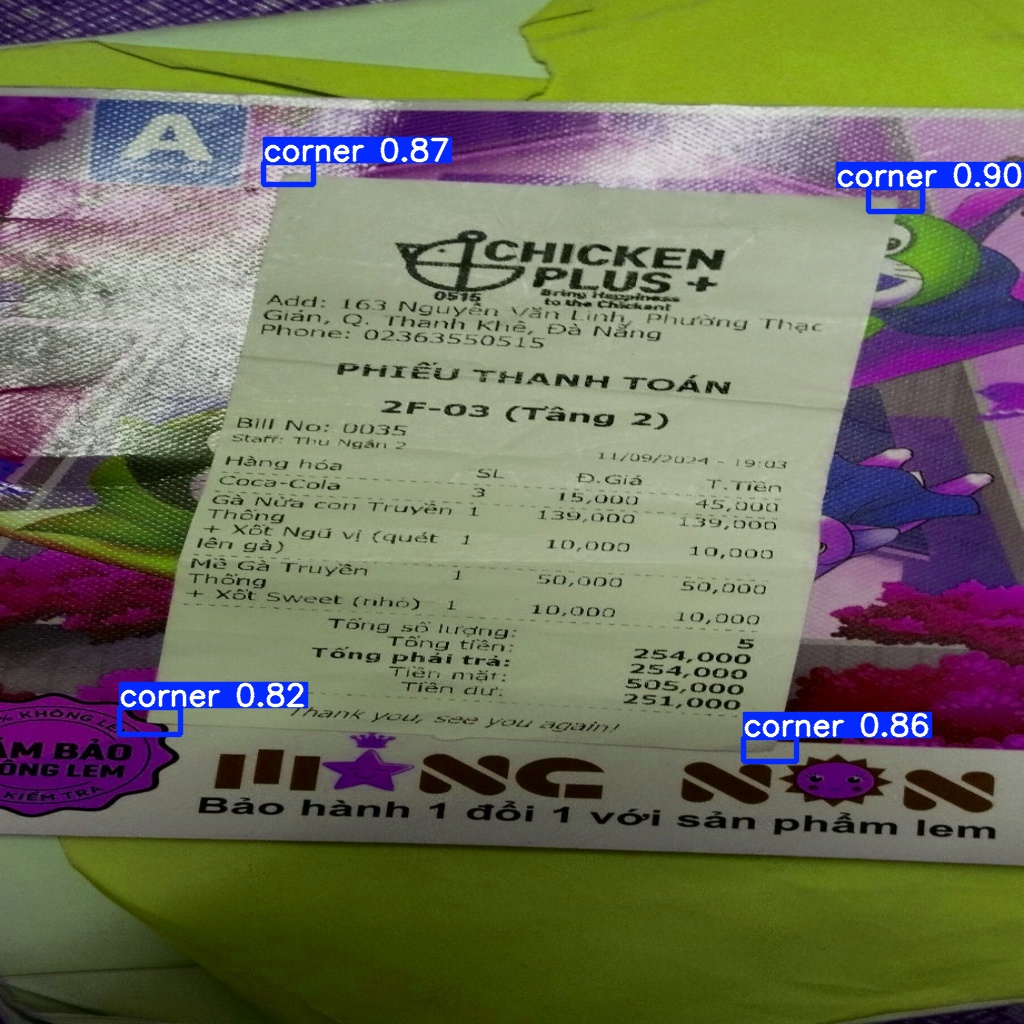 A
corner 0.87
corner 0.90
CHICKEN
PLUS +
0515
Bring Happiness
to the Chicken!
Add: 163 Nguyễn Văn Linh, Phường Thạc
Gián, Q. Thanh Khê, Đà Nẵng
Phone: 02363550515
PHIẾU THANH TOÁN
2F-03 (Tầng 2)
Bill No: 0035
Staff: Thu Ngân 2
11/09/2024 - 19:03
Hàng hóa SL Đ.Giá T.Tiền
Coca-Cola 3 15,000 45,000
Gà Nửa con Truyền 1 139,000 139,000
Thống
+ Xốt Ngũ vị (quét 1 10,000 10,000
lên gà)
Mề Gà Truyền 1 50,000 50,000
Thống
+ Xốt Sweet (nhỏ) 1 10,000 10,000
Tổng số lượng: 5
Tổng tiền: 254,000
Tổng phải trả: 254,000
Tiền mặt: 505,000
Tiền dư: 251,000
Thank you, see you again!
corner 0.82
corner 0.86
% KHÔNG LE
ẢM BẢO
ÔNG LEM
KIỂM TRA
MĂNG NON
Bảo hành 1 đổi 1 với sản phẩm lem